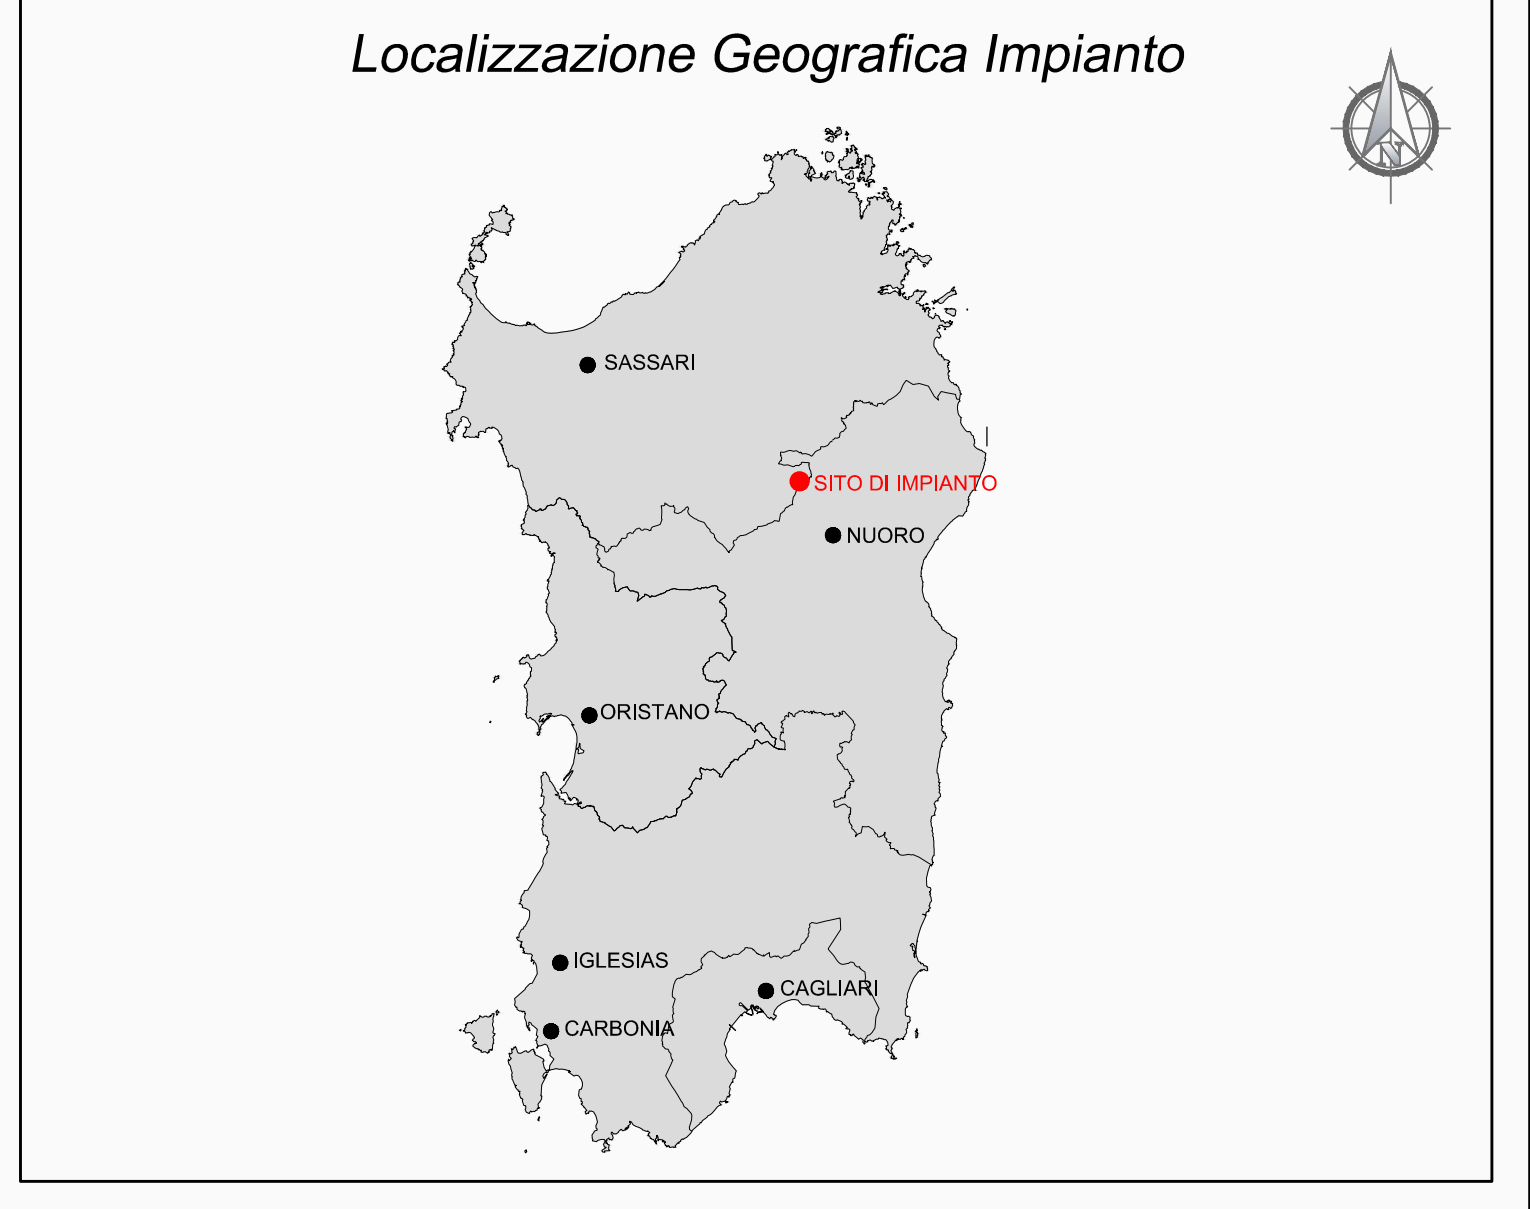 Localizzazione Geografica Impianto
N
SASSARI
SITO DI IMPIANTO
NUORO
ORISTANO
IGLESIAS
CAGLIARI
CARBONIA